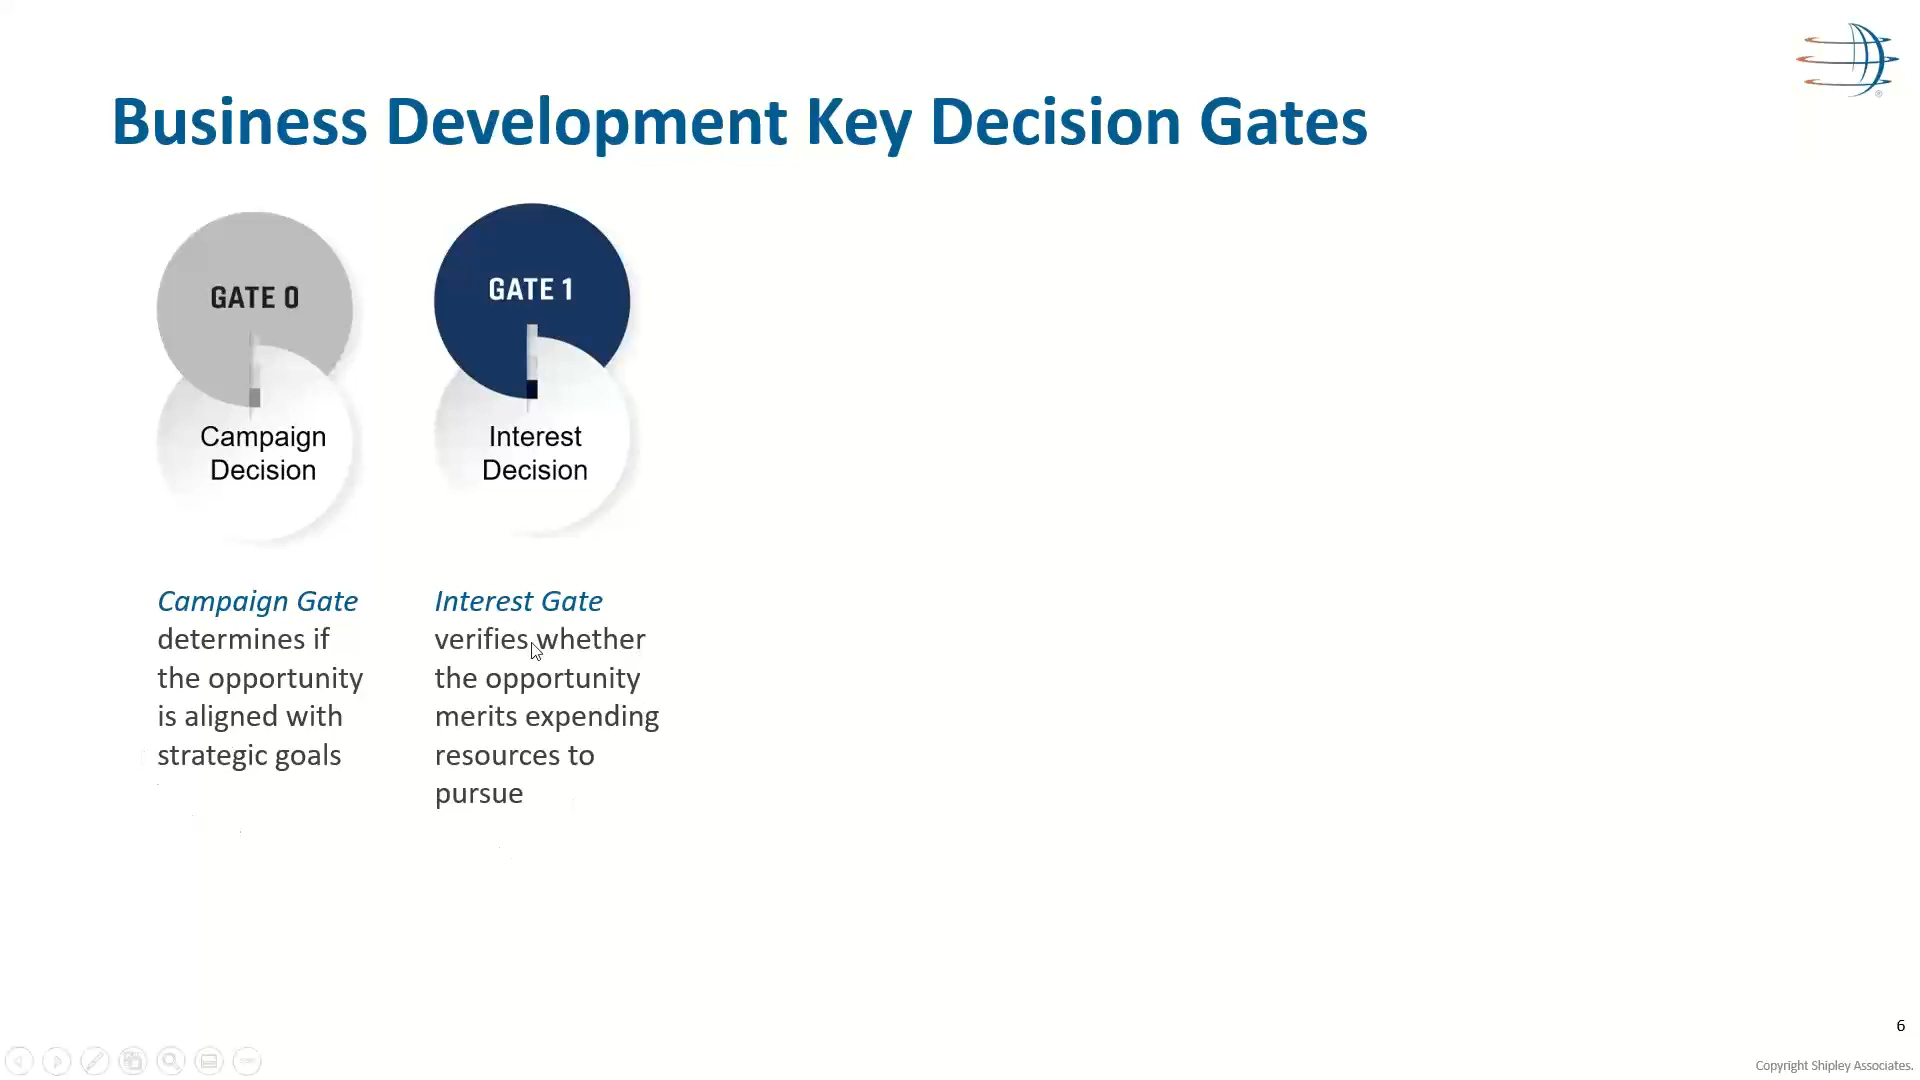 Business Development Key Decision Gates
GATE 0
Campaign
Decision
Campaign Gate
determines if
the opportunity
is aligned with
strategic goals
GATE 1
Interest
Decision
Interest Gate
verifies whether
the opportunity
merits expending
resources to
pursue
6
Copyright Shipley Associates.
®